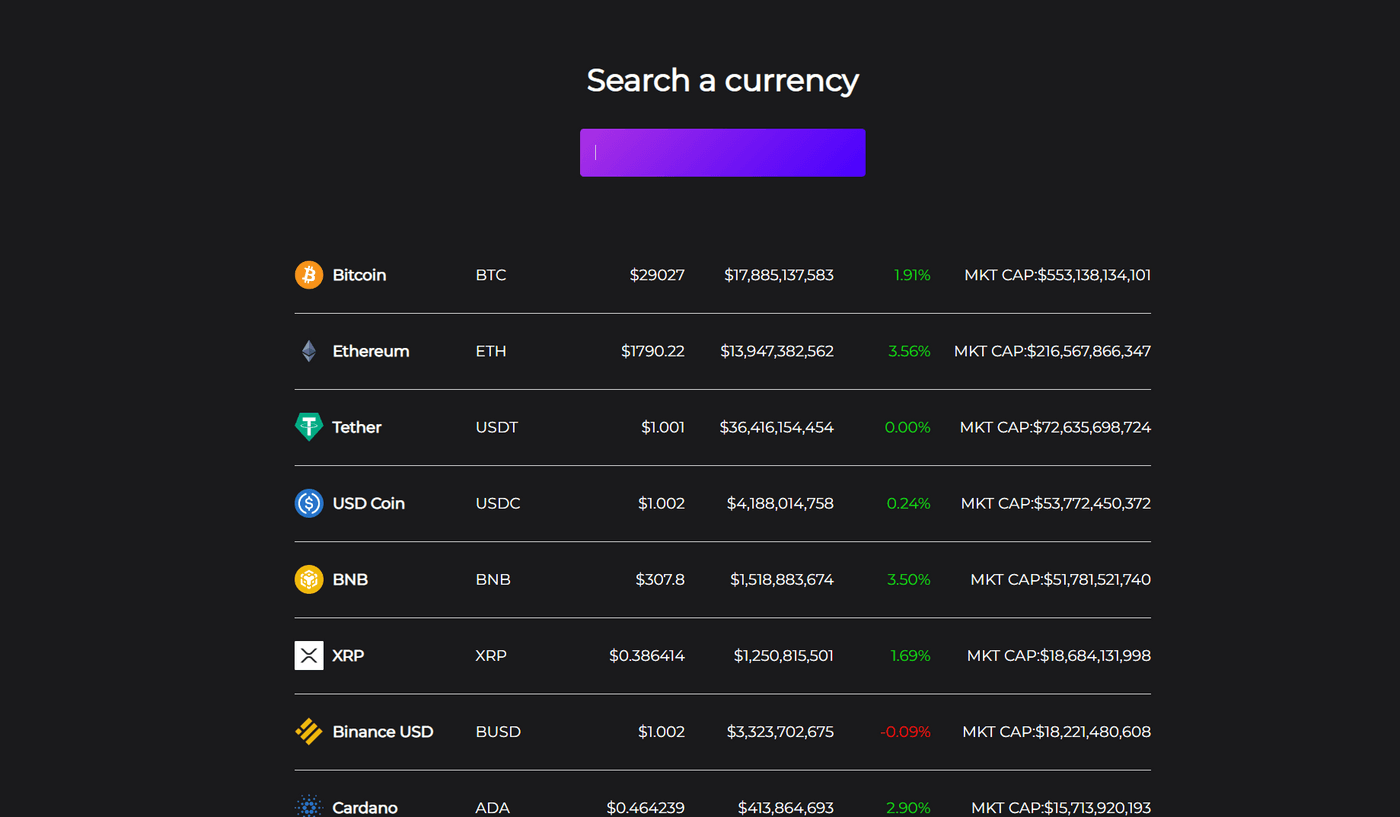 Search a currency
Bitcoin BTC $29027 $17,885,137,583 1.91% MKT CAP:$553,138,134,101
Ethereum ETH $1790.22 $13,947,382,562 3.56% MKT CAP:$216,567,866,347
Tether USDT $1.001 $36,416,154,454 0.00% MKT CAP:$72,635,698,724
USD Coin USDC $1.002 $4,188,014,758 0.24% MKT CAP:$53,772,450,372
BNB BNB $307.8 $1,518,883,674 3.50% MKT CAP:$51,781,521,740
XRP XRP $0.386414 $1,250,815,501 1.69% MKT CAP:$18,684,131,998
Binance USD BUSD $1.002 $3,323,702,675 -0.09% MKT CAP:$18,221,480,608
Cardano ADA $0.464239 $413,864,693 2.90% MKT CAP:$15,713,920,193